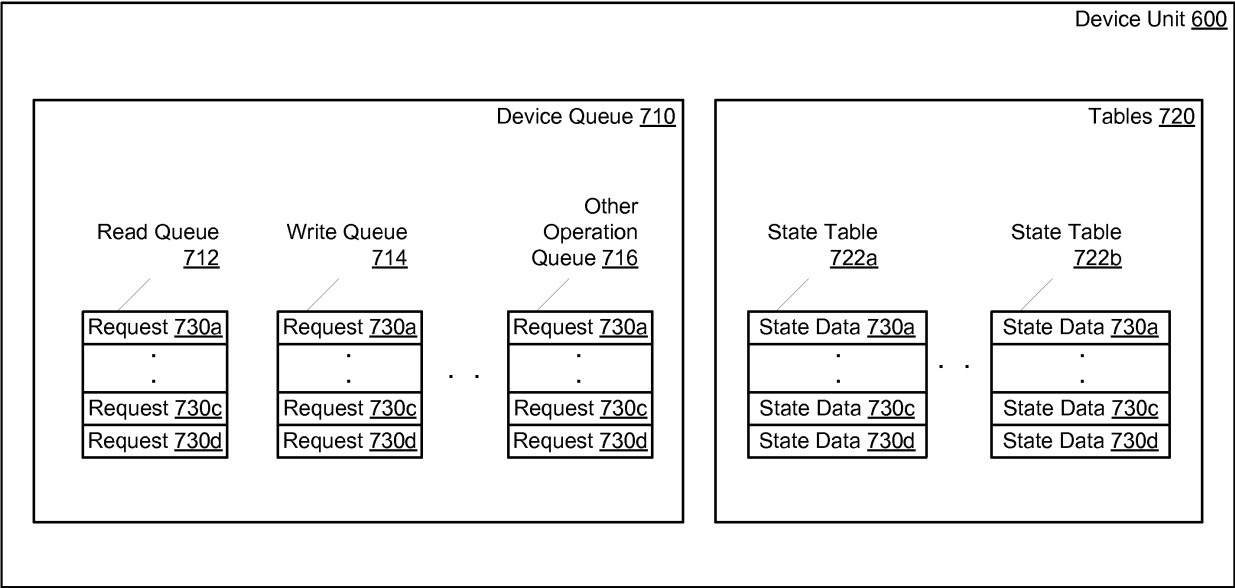 Device Unit 600
Device Queue 710
Tables 720
Read Queue
712
Write Queue
714
Other
Operation
Queue 716
State Table
722a
State Table
722b
Request 730a
.
.
Request 730c
Request 730d
Request 730a
.
.
Request 730c
Request 730d
. .
Request 730a
.
.
Request 730c
Request 730d
State Data 730a
.
.
State Data 730c
State Data 730d
. .
State Data 730a
.
.
State Data 730c
State Data 730d